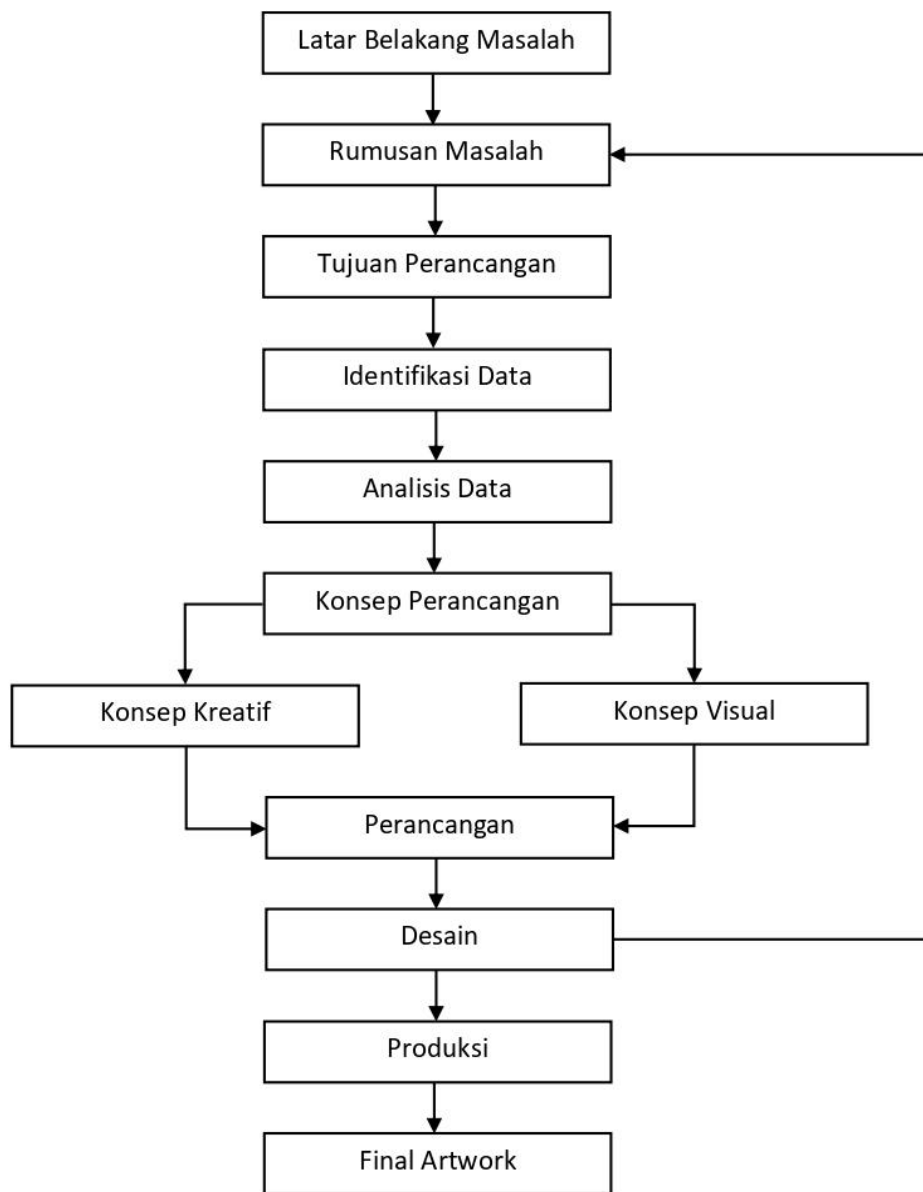 Latar Belakang Masalah
Rumusan Masalah
Tujuan Perancangan
Identifikasi Data
Analisis Data
Konsep Perancangan
Konsep Kreatif
Konsep Visual
Perancangan
Desain
Produksi
Final Artwork